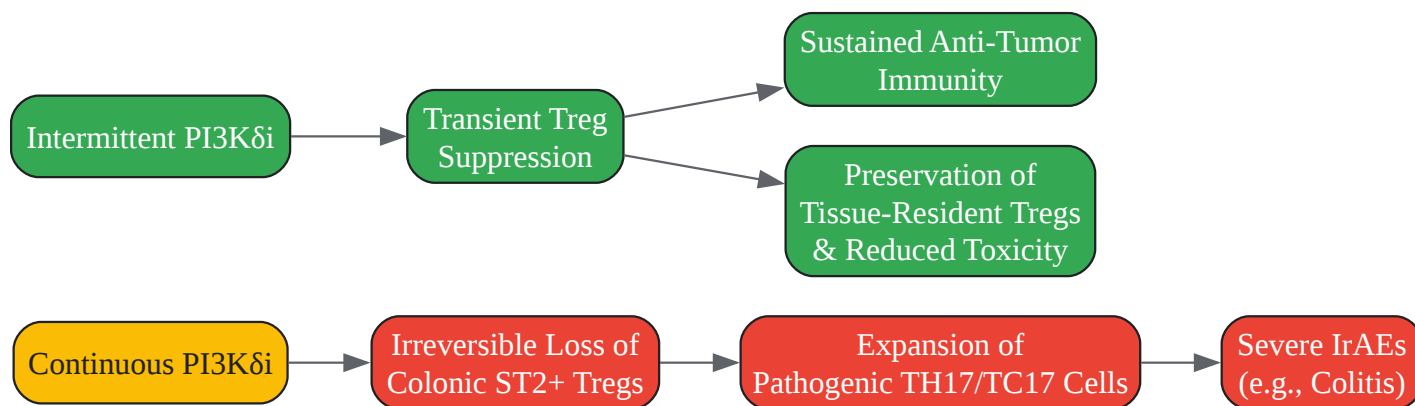 Intermittent PI3Kδi
Transient Treg
Suppression
Sustained Anti-Tumor
Immunity
Preservation of
Tissue-Resident Tregs
& Reduced Toxicity
Continuous PI3Kδi
Irreversible Loss of
Colonic ST2+ Tregs
Expansion of
Pathogenic TH17/TC17 Cells
Severe IrAEs
(e.g., Colitis)